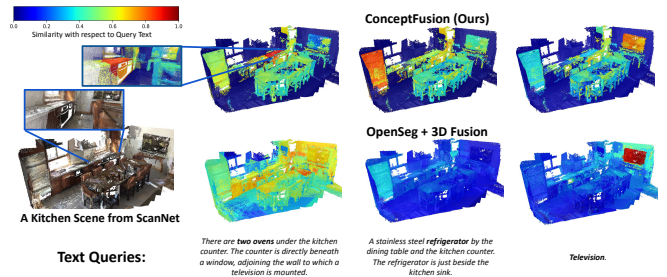 0.0 0.2 0.4 0.6 0.8 1.0
Similarity with respect to Query Text
ConceptFusion (Ours)
OpenSeg + 3D Fusion
A Kitchen Scene from ScanNet
Text Queries:
There are two ovens under the kitchen
counter. The counter is directly beneath
a window, adjoining the wall to which a
television is mounted.
A stainless steel refrigerator by the
dining table and the kitchen counter.
The refrigerator is just beside the
kitchen sink.
Television.